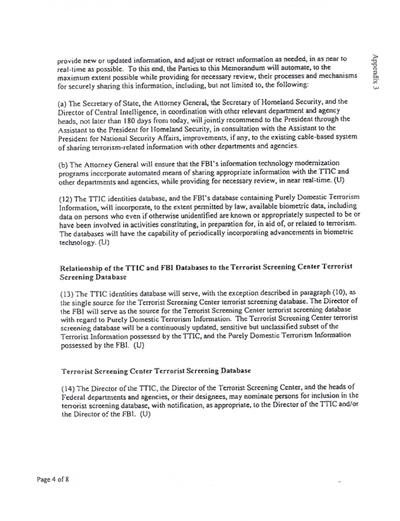 provide new or updated information, and adjust or retract information as needed, in as near to
real-time as possible. To this end, the Parties to this Memorandum will automate, to the
maximum extent possible while providing for necessary review, their processes and mechanisms
for securely sharing this information, including, but not limited to, the following:
Appendix 3
(a) The Secretary of State, the Attorney General, the Secretary of Homeland Security, and the
Director of Central Intelligence, in coordination with other relevant department and agency
heads, not later than 180 days from today, will jointly recommend to the President through the
Assistant to the President for Homeland Security, in consultation with the Assistant to the
President for National Security Affairs, improvements, if any, to the existing cable-based system
of sharing terrorism-related information with other departments and agencies.
(b) The Attorney General will ensure that the FBI's information technology modernization
programs incorporate automated means of sharing appropriate information with the TTIC and
other departments and agencies, while providing for necessary review, in near real-time. (U)
(12) The TTIC identities database, and the FBI's database containing Purely Domestic Terrorism
Information, will incorporate, to the extent permitted by law, available biometric data, including
data on persons who even if otherwise unidentified are known or appropriately suspected to be or
have been involved in activities constituting, in preparation for, in aid of, or related to terrorism.
The databases will have the capability of periodically incorporating advancements in biometric
technology. (U)
Relationship of the TTIC and FBI Databases to the Terrorist Screening Center Terrorist
Screening Database
(13) The TTIC identities database will serve, with the exception described in paragraph (10), as
the single source for the Terrorist Screening Center terrorist screening database. The Director of
the FBI will serve as the source for the Terrorist Screening Center terrorist screening database
with regard to Purely Domestic Terrorism Information. The Terrorist Screening Center terrorist
screening database will be a continuously updated, sensitive but unclassified subset of the
Terrorist Information possessed by the TTIC, and the Purely Domestic Terrorism Information
possessed by the FBI. (U)
Terrorist Screening Center Terrorist Screening Database
(14) The Director of the TTIC, the Director of the Terrorist Screening Center, and the heads of
Federal departments and agencies, or their designees, may nominate persons for inclusion in the
terrorist screening database, with notification, as appropriate, to the Director of the TTIC and/or
the Director of the FBI. (U)
Page 4 of 8